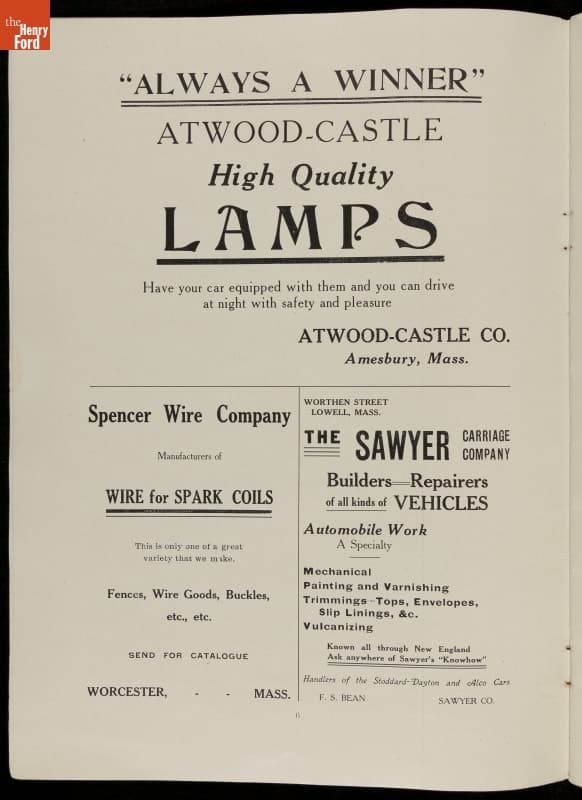 the
Henry
Ford
"ALWAYS A WINNER"
ATWOOD-CASTLE
High Quality
LAMPS
Have your car equipped with them and you can drive
at night with safety and pleasure
ATWOOD-CASTLE CO.
Amesbury, Mass.
Spencer Wire Company
Manufacturers of
WIRE for SPARK COILS
This is only one of a great
variety that we make.
Fences, Wire Goods, Buckles,
etc., etc.
SEND FOR CATALOGUE
WORCESTER, - - MASS.
WORTHEN STREET
LOWELL, MASS.
THE SAWYER CARRIAGE
COMPANY
Builders=Repairers
of all kinds of VEHICLES
Automobile Work
A Specialty
Mechanical
Painting and Varnishing
Trimmings—Tops, Envelopes,
Slip Linings, &c.
Vulcanizing
Known all through New England
Ask anywhere of Sawyer's "Knowhow"
Handlers of the Stoddard-Dayton and Alco Cars
F. S. BEAN SAWYER CO.